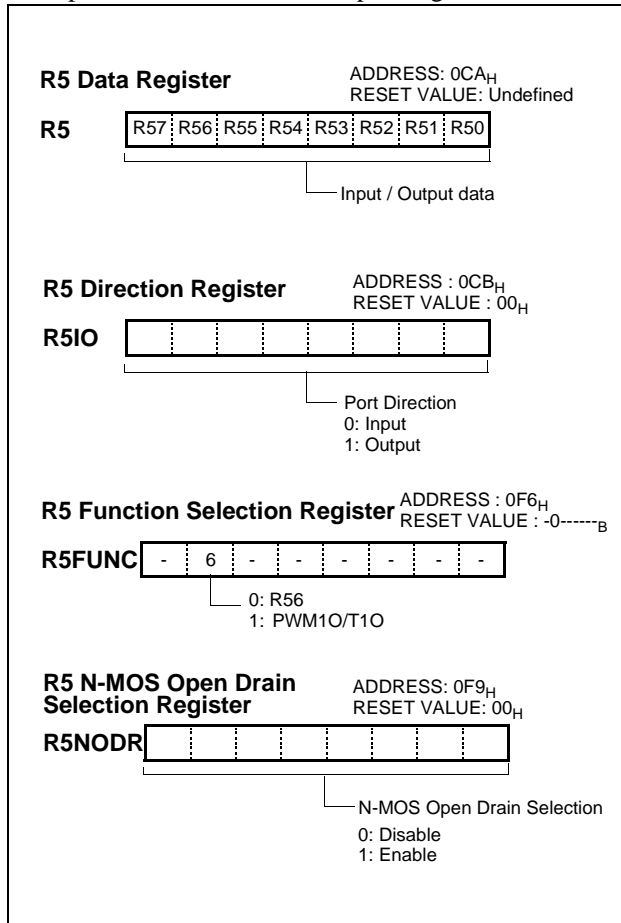 R5 Data Register
ADDRESS: 0CAH
RESET VALUE: Undefined
R5
R57 R56 R55 R54 R53 R52 R51 R50
Input / Output data
R5 Direction Register
ADDRESS : 0CBH
RESET VALUE : 00H
R5IO
Port Direction
0: Input
1: Output
R5 Function Selection Register
ADDRESS : 0F6H
RESET VALUE : -0------B
R5FUNC
- 6 - - - - - -
0: R56
1: PWM1O/T1O
R5 N-MOS Open Drain
Selection Register
ADDRESS: 0F9H
RESET VALUE: 00H
R5NODR
N-MOS Open Drain Selection
0: Disable
1: Enable